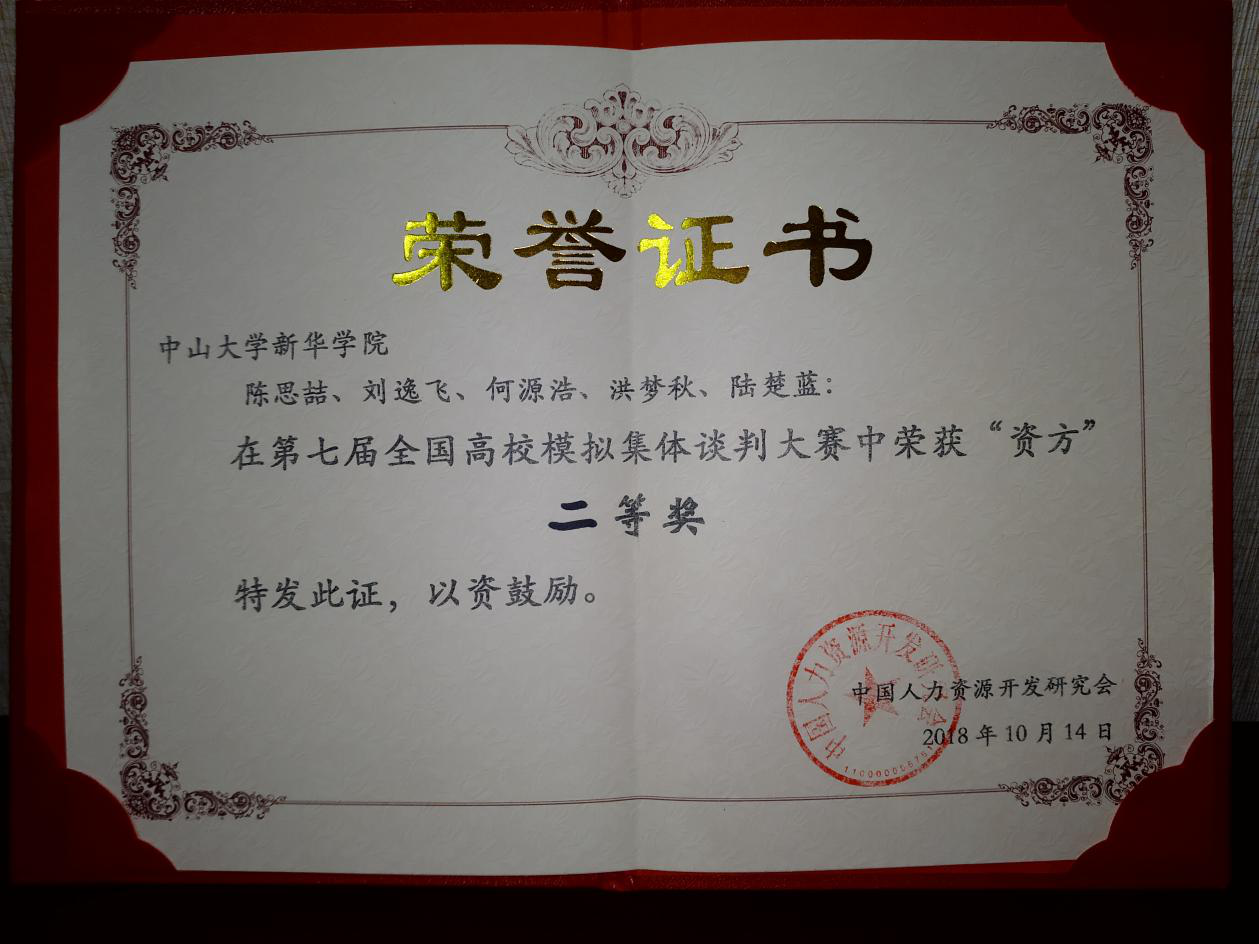 荣誉证书
中山大学新华学院
陈思喆、刘逸飞、何源浩、洪梦秋、陆楚蓝：
在第七届全国高校模拟集体谈判大赛中荣获“资方”
二等奖
特发此证，以资鼓励。
中国人力资源开发研究会
中国人力资源开发研究会
2018年10月14日